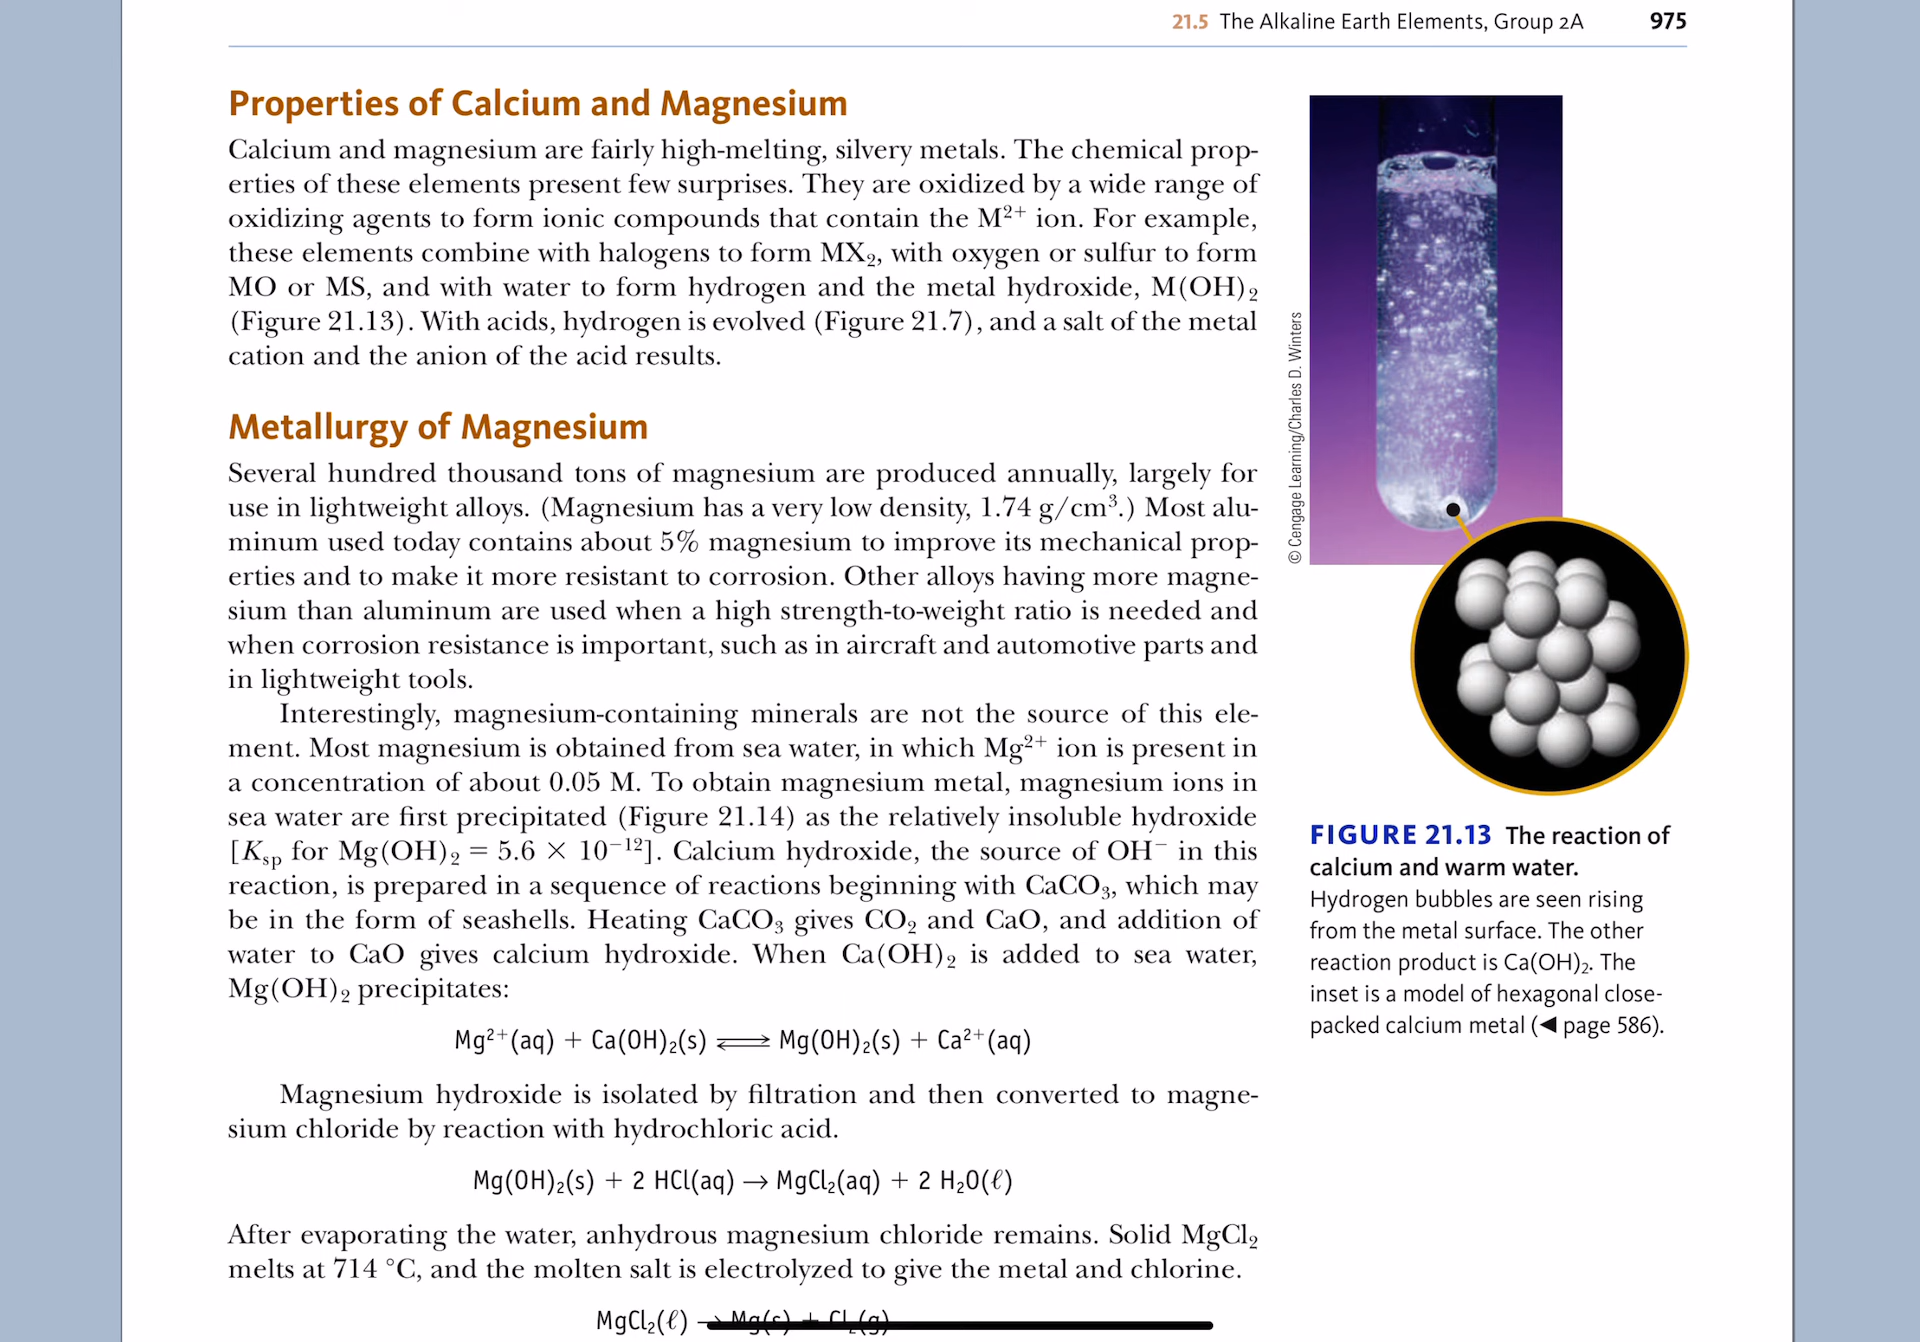 21.5 The Alkaline Earth Elements, Group 2A 975
Properties of Calcium and Magnesium
Calcium and magnesium are fairly high-melting, silvery metals. The chemical prop-
erties of these elements present few surprises. They are oxidized by a wide range of
oxidizing agents to form ionic compounds that contain the M²⁺ ion. For example,
these elements combine with halogens to form MX₂, with oxygen or sulfur to form
MO or MS, and with water to form hydrogen and the metal hydroxide, M(OH)₂
(Figure 21.13). With acids, hydrogen is evolved (Figure 21.7), and a salt of the metal
cation and the anion of the acid results.
Metallurgy of Magnesium
Several hundred thousand tons of magnesium are produced annually, largely for
use in lightweight alloys. (Magnesium has a very low density, 1.74 g/cm³.) Most alu-
minum used today contains about 5% magnesium to improve its mechanical prop-
erties and to make it more resistant to corrosion. Other alloys having more magne-
sium than aluminum are used when a high strength-to-weight ratio is needed and
when corrosion resistance is important, such as in aircraft and automotive parts and
in lightweight tools.
Interestingly, magnesium-containing minerals are not the source of this ele-
ment. Most magnesium is obtained from sea water, in which Mg²⁺ ion is present in
a concentration of about 0.05 M. To obtain magnesium metal, magnesium ions in
sea water are first precipitated (Figure 21.14) as the relatively insoluble hydroxide
[Ksp for Mg(OH)₂ = 5.6 × 10⁻¹²]. Calcium hydroxide, the source of OH⁻ in this
reaction, is prepared in a sequence of reactions beginning with CaCO₃, which may
be in the form of seashells. Heating CaCO₃ gives CO₂ and CaO, and addition of
water to CaO gives calcium hydroxide. When Ca(OH)₂ is added to sea water,
Mg(OH)₂ precipitates:
Mg²⁺(aq) + Ca(OH)₂(s) ⇌ Mg(OH)₂(s) + Ca²⁺(aq)
Magnesium hydroxide is isolated by filtration and then converted to magne-
sium chloride by reaction with hydrochloric acid.
Mg(OH)₂(s) + 2 HCl(aq) → MgCl₂(aq) + 2 H₂O(ℓ)
After evaporating the water, anhydrous magnesium chloride remains. Solid MgCl₂
melts at 714 °C, and the molten salt is electrolyzed to give the metal and chlorine.
MgCl₂(ℓ) → Mg(s) + Cl₂(g)
© Cengage Learning/Charles D. Winters
FIGURE 21.13 The reaction of
calcium and warm water.
Hydrogen bubbles are seen rising
from the metal surface. The other
reaction product is Ca(OH)₂. The
inset is a model of hexagonal close-
packed calcium metal (◀ page 586).